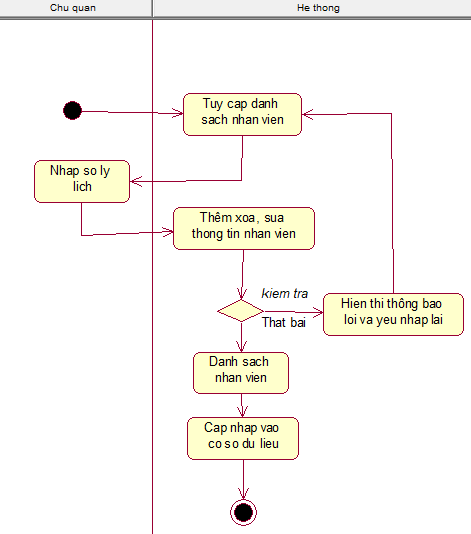 Chu quan
He thong
Tuy cap danh
sach nhan vien
Nhap so ly
lich
Thêm xoa, sua
thong tin nhan vien
kiem tra
That bai
Hien thi thông bao
loi va yeu nhap lai
Danh sach
nhan vien
Cap nhap vao
co so du lieu